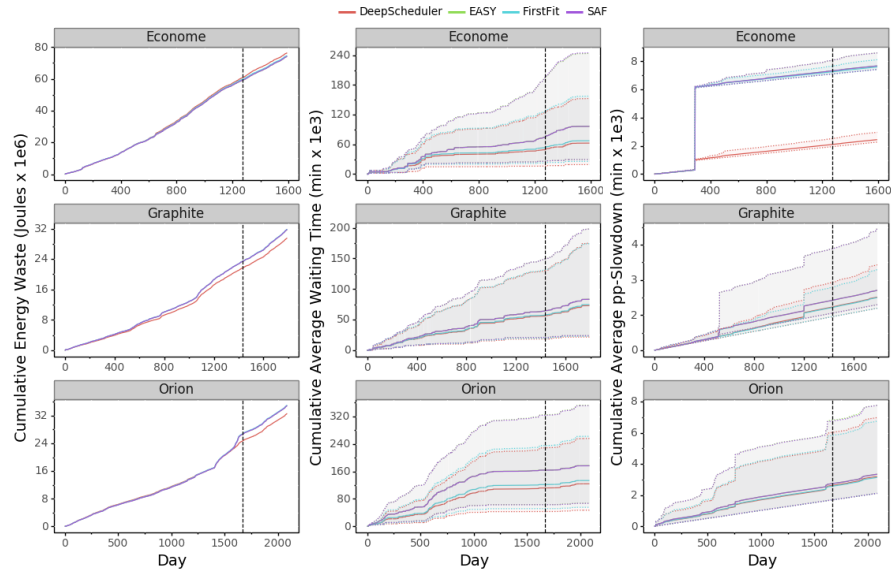 DeepScheduler EASY FirstFit SAF
Econome
80
60
40
20
0
0 400 800 1200 1600
Graphite
32
24
16
8
0
0 400 800 1200 1600
Orion
32
24
16
8
0
0 500 1000 1500 2000
Day
Cumulative Energy Waste (Joules x 1e6)
Econome
240
180
120
60
0
0 400 800 1200 1600
Graphite
200
150
100
50
0
0 400 800 1200 1600
Orion
320
240
160
80
0
0 500 1000 1500 2000
Day
Cumulative Average Waiting Time (min x 1e3)
Econome
8
6
4
2
0
0 400 800 1200 1600
Graphite
4
2
0
0 400 800 1200 1600
Orion
8
6
4
2
0
0 500 1000 1500 2000
Day
Cumulative Average pp-Slowdown (min x 1e3)